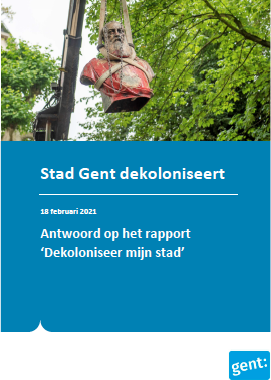 Stad Gent dekoloniseert
18 februari 2021
Antwoord op het rapport
‘Dekoloniseer mijn stad’
gent: